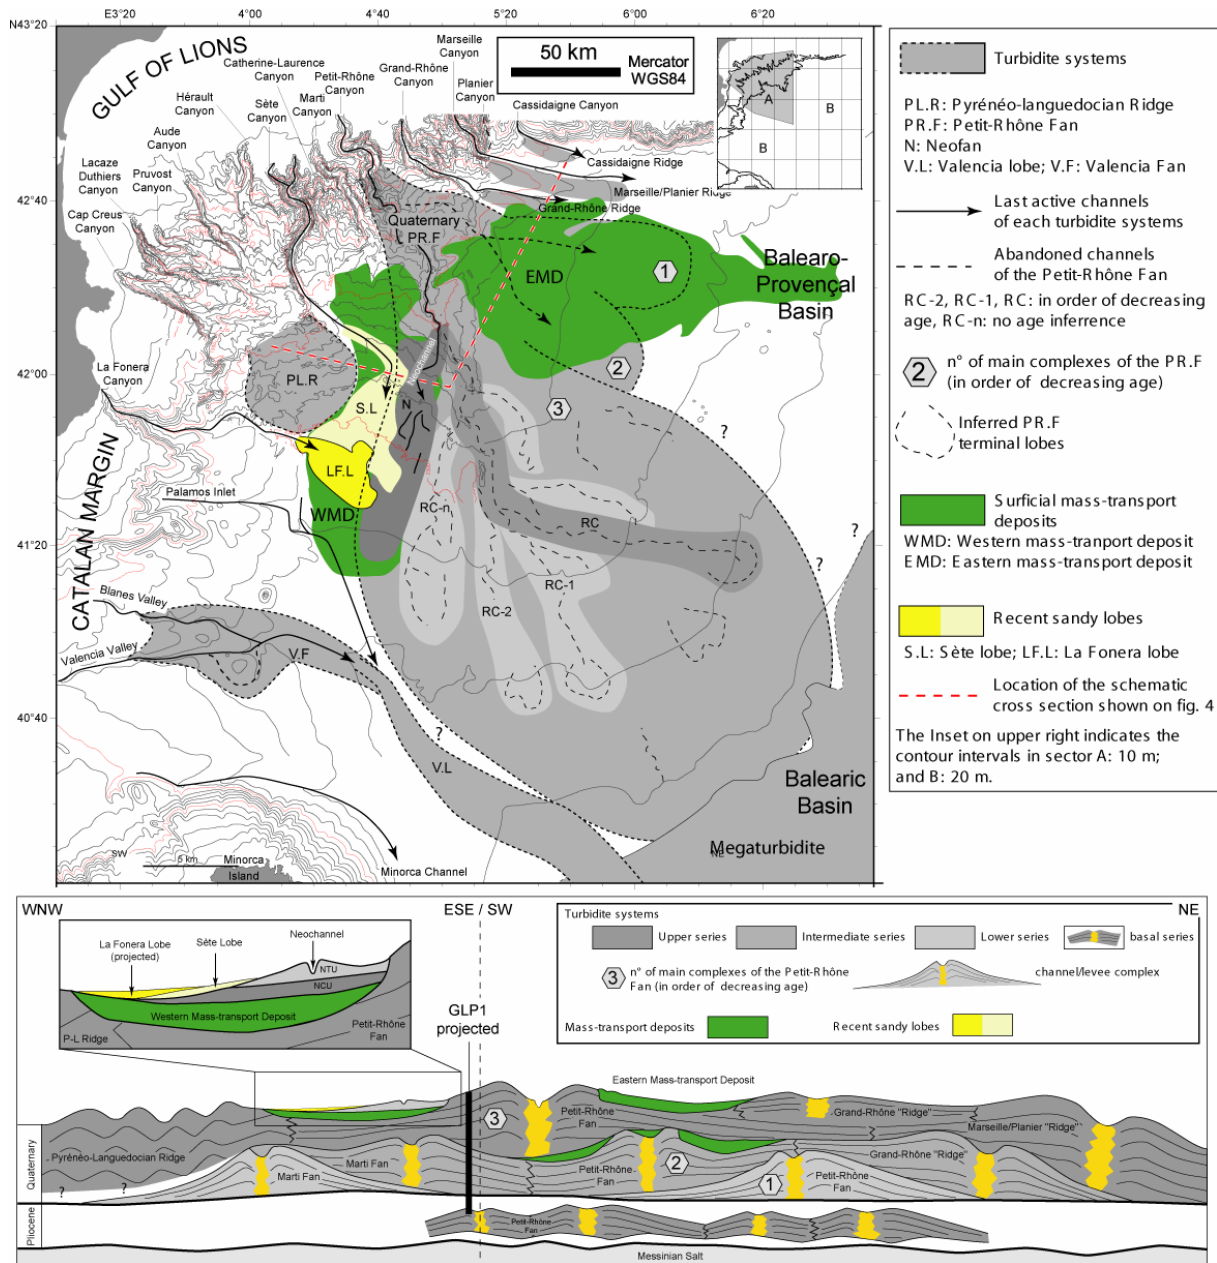 N43°20
E3°20
4°00
4°40
5°20
6°00
6°20
42°40
42°00
41°20
40°40
GULF OF LIONS
CATALAN MARGIN
Marseille
Canyon
Catherine-Laurence
Canyon
Petit-Rhône
Canyon
Grand-Rhône
Canyon
Planier
Canyon
Cassidaigne Canyon
Hérault
Canyon
Sète
Canyon
Marti
Canyon
Aude
Canyon
Lacaze
Duthiers
Canyon
Pruvost
Canyon
Cap Creus
Canyon
La Fonera
Canyon
50 km
Mercator
WGS84
A
B
B
Cassidaigne Ridge
Marseille/Planier Ridge
Grand-Rhône Ridge
Quaternary
PR.F
EMD
1
Balearo-
Provençal
Basin
2
3
PL.R
Neochannel
N
S.L
LF.L
WMD
Palamos Inlet
RC-n
RC
RC-1
RC-2
?
?
?
?
Blanes Valley
Valencia Valley
V.F
V.L
Balearic
Basin
Megaturbidite
NE
SW
5 km
Minorca
Island
Minorca Channel
Turbidite systems
PL.R: Pyrénéo-languedocian Ridge
PR.F: Petit-Rhône Fan
N: Neofan
V.L: Valencia lobe; V.F: Valencia Fan
Last active channels
of each turbidite systems
Abandoned channels
of the Petit-Rhône Fan
RC-2, RC-1, RC: in order of decreasing
age, RC-n: no age inferrence
2
n° of main complexes of the PR.F
(in order of decreasing age)
Inferred PR.F
terminal lobes
Surficial mass-transport
deposits
WMD: Western mass-tranport deposit
EMD: Eastern mass-transport deposit
Recent sandy lobes
S.L: Sète lobe; LF.L: La Fonera lobe
Location of the schematic
cross section shown on fig. 4
The Inset on upper right indicates the
contour intervals in sector A: 10 m;
and B: 20 m.
WNW
ESE / SW
NE
La Fonera Lobe
(projected)
Sète Lobe
Neochannel
NTU
NCU
Western Mass-transport Deposit
P-L Ridge
Petit-Rhône
Fan
GLP1
projected
Turbidite systems
Upper series
Intermediate series
Lower series
basal series
3
n° of main complexes of the Petit-Rhône
Fan (in order of decreasing age)
channel/levee complex
Mass-transport deposits
Recent sandy lobes
Eastern Mass-transport Deposit
3
Petit-Rhône
Fan
Grand-Rhône "Ridge"
Marseille/Planier "Ridge"
Quaternary
Pyrénéo-Languedocian Ridge
Marti Fan
Marti Fan
Petit-Rhône
Fan
2
Grand-Rhône "Ridge"
1
Petit-Rhône
Fan
?
?
Pliocene
Petit-Rhône
Fan
Messinian Salt